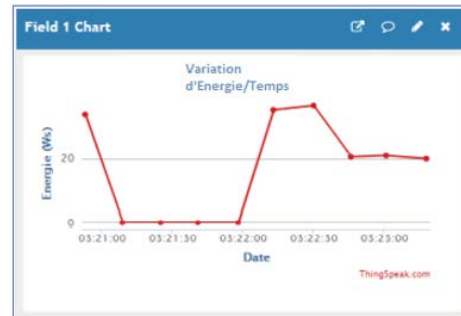 Field 1 Chart
Variation
d'Energie/Temps
Energie (Ws)
20
0
03:21:00 03:21:30 03:22:00 03:22:30 03:23:00
Date
ThingSpeak.com